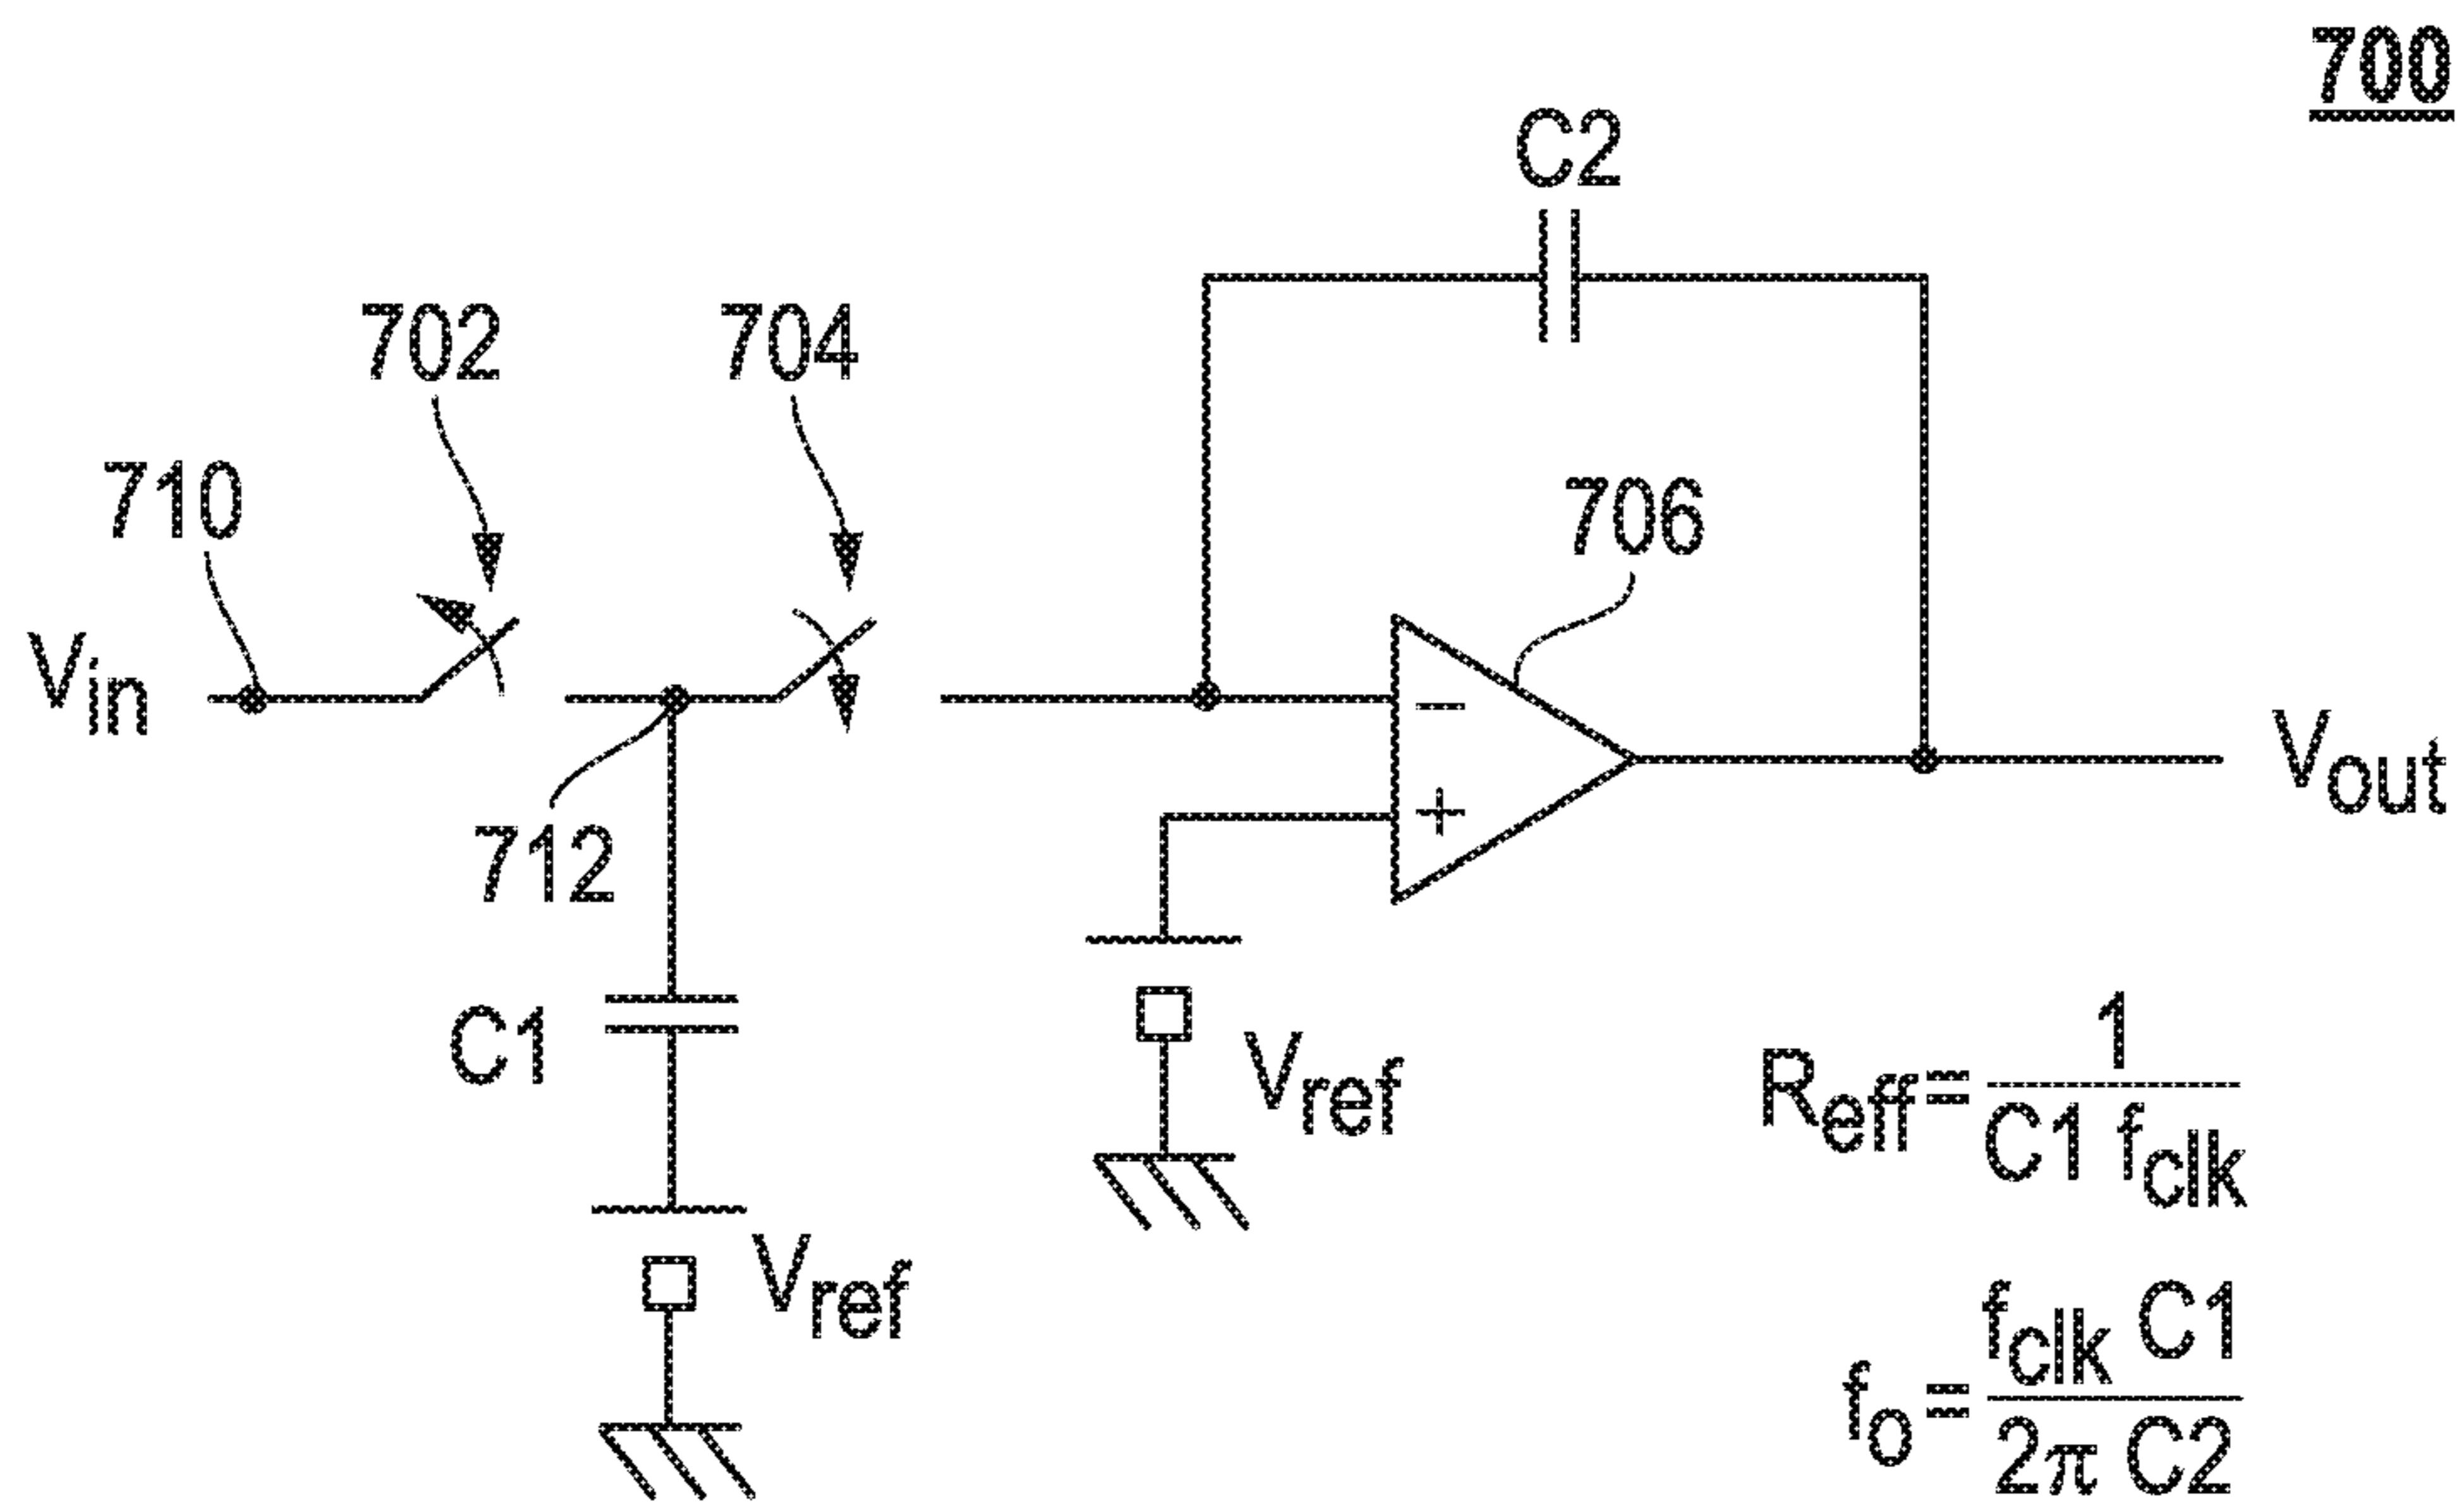 700
C2
702
704
710
706
Vin
−
+
Vout
712
C1
Vref
Vref
Reff = 1 / C1 fclk
fo = fclk C1 / 2π C2